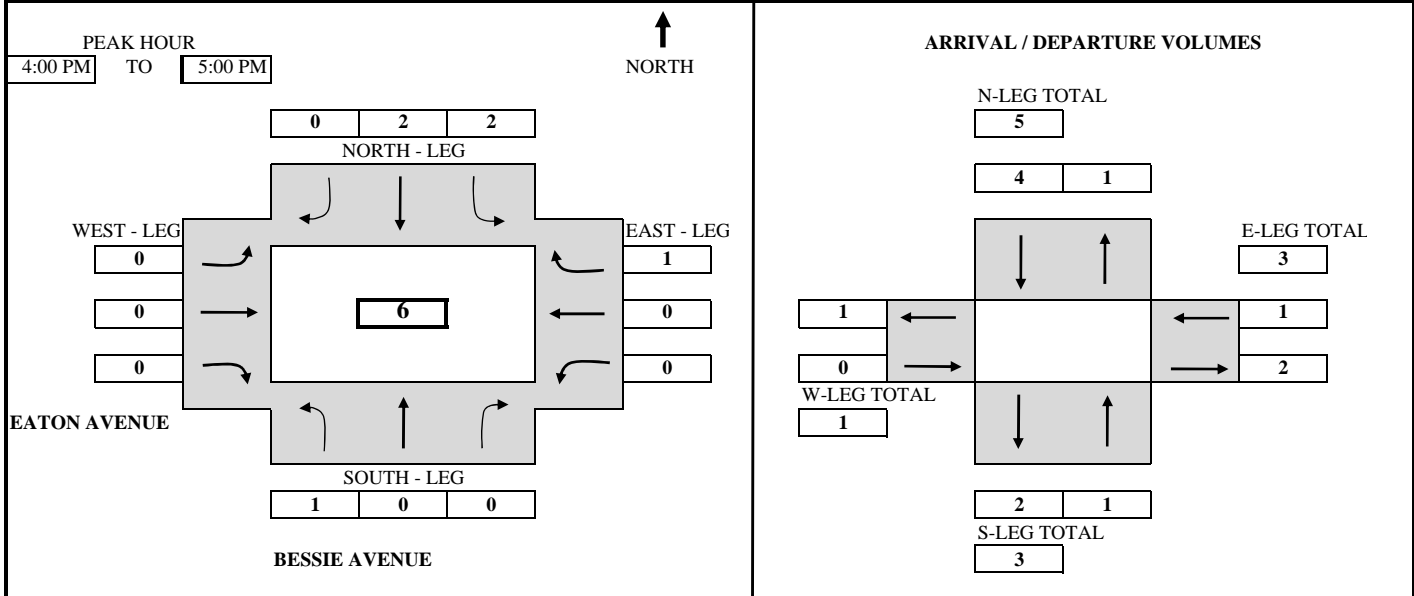 PEAK HOUR
4:00 PM TO 5:00 PM
NORTH
0 2 2
NORTH - LEG
WEST - LEG
EAST - LEG
0
1
0
6
0
0
0
EATON AVENUE
SOUTH - LEG
1 0 0
BESSIE AVENUE
ARRIVAL / DEPARTURE VOLUMES
N-LEG TOTAL
5
4 1
E-LEG TOTAL
3
1
1
0
2
W-LEG TOTAL
1
2 1
S-LEG TOTAL
3